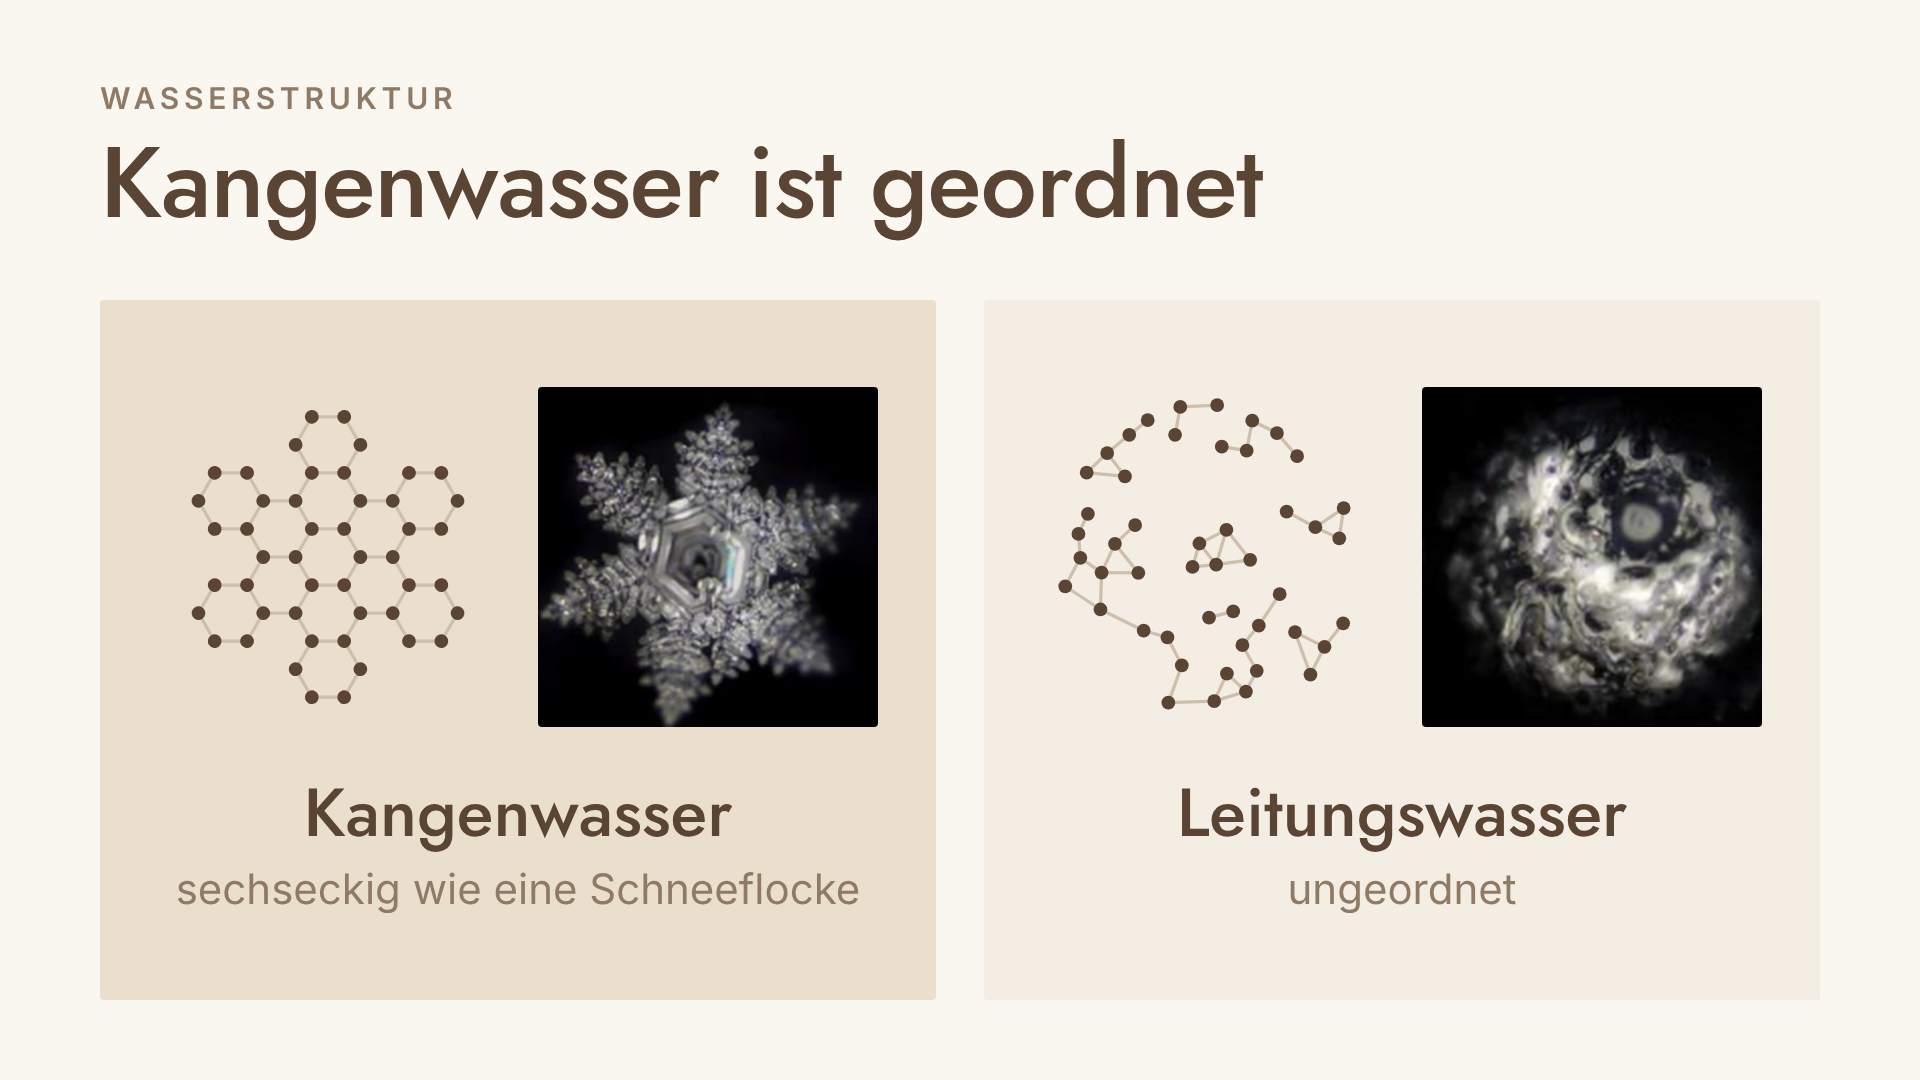 WASSERSTRUKTUR
Kangenwasser ist geordnet
Kangenwasser
sechseckig wie eine Schneeflocke
Leitungswasser
ungeordnet